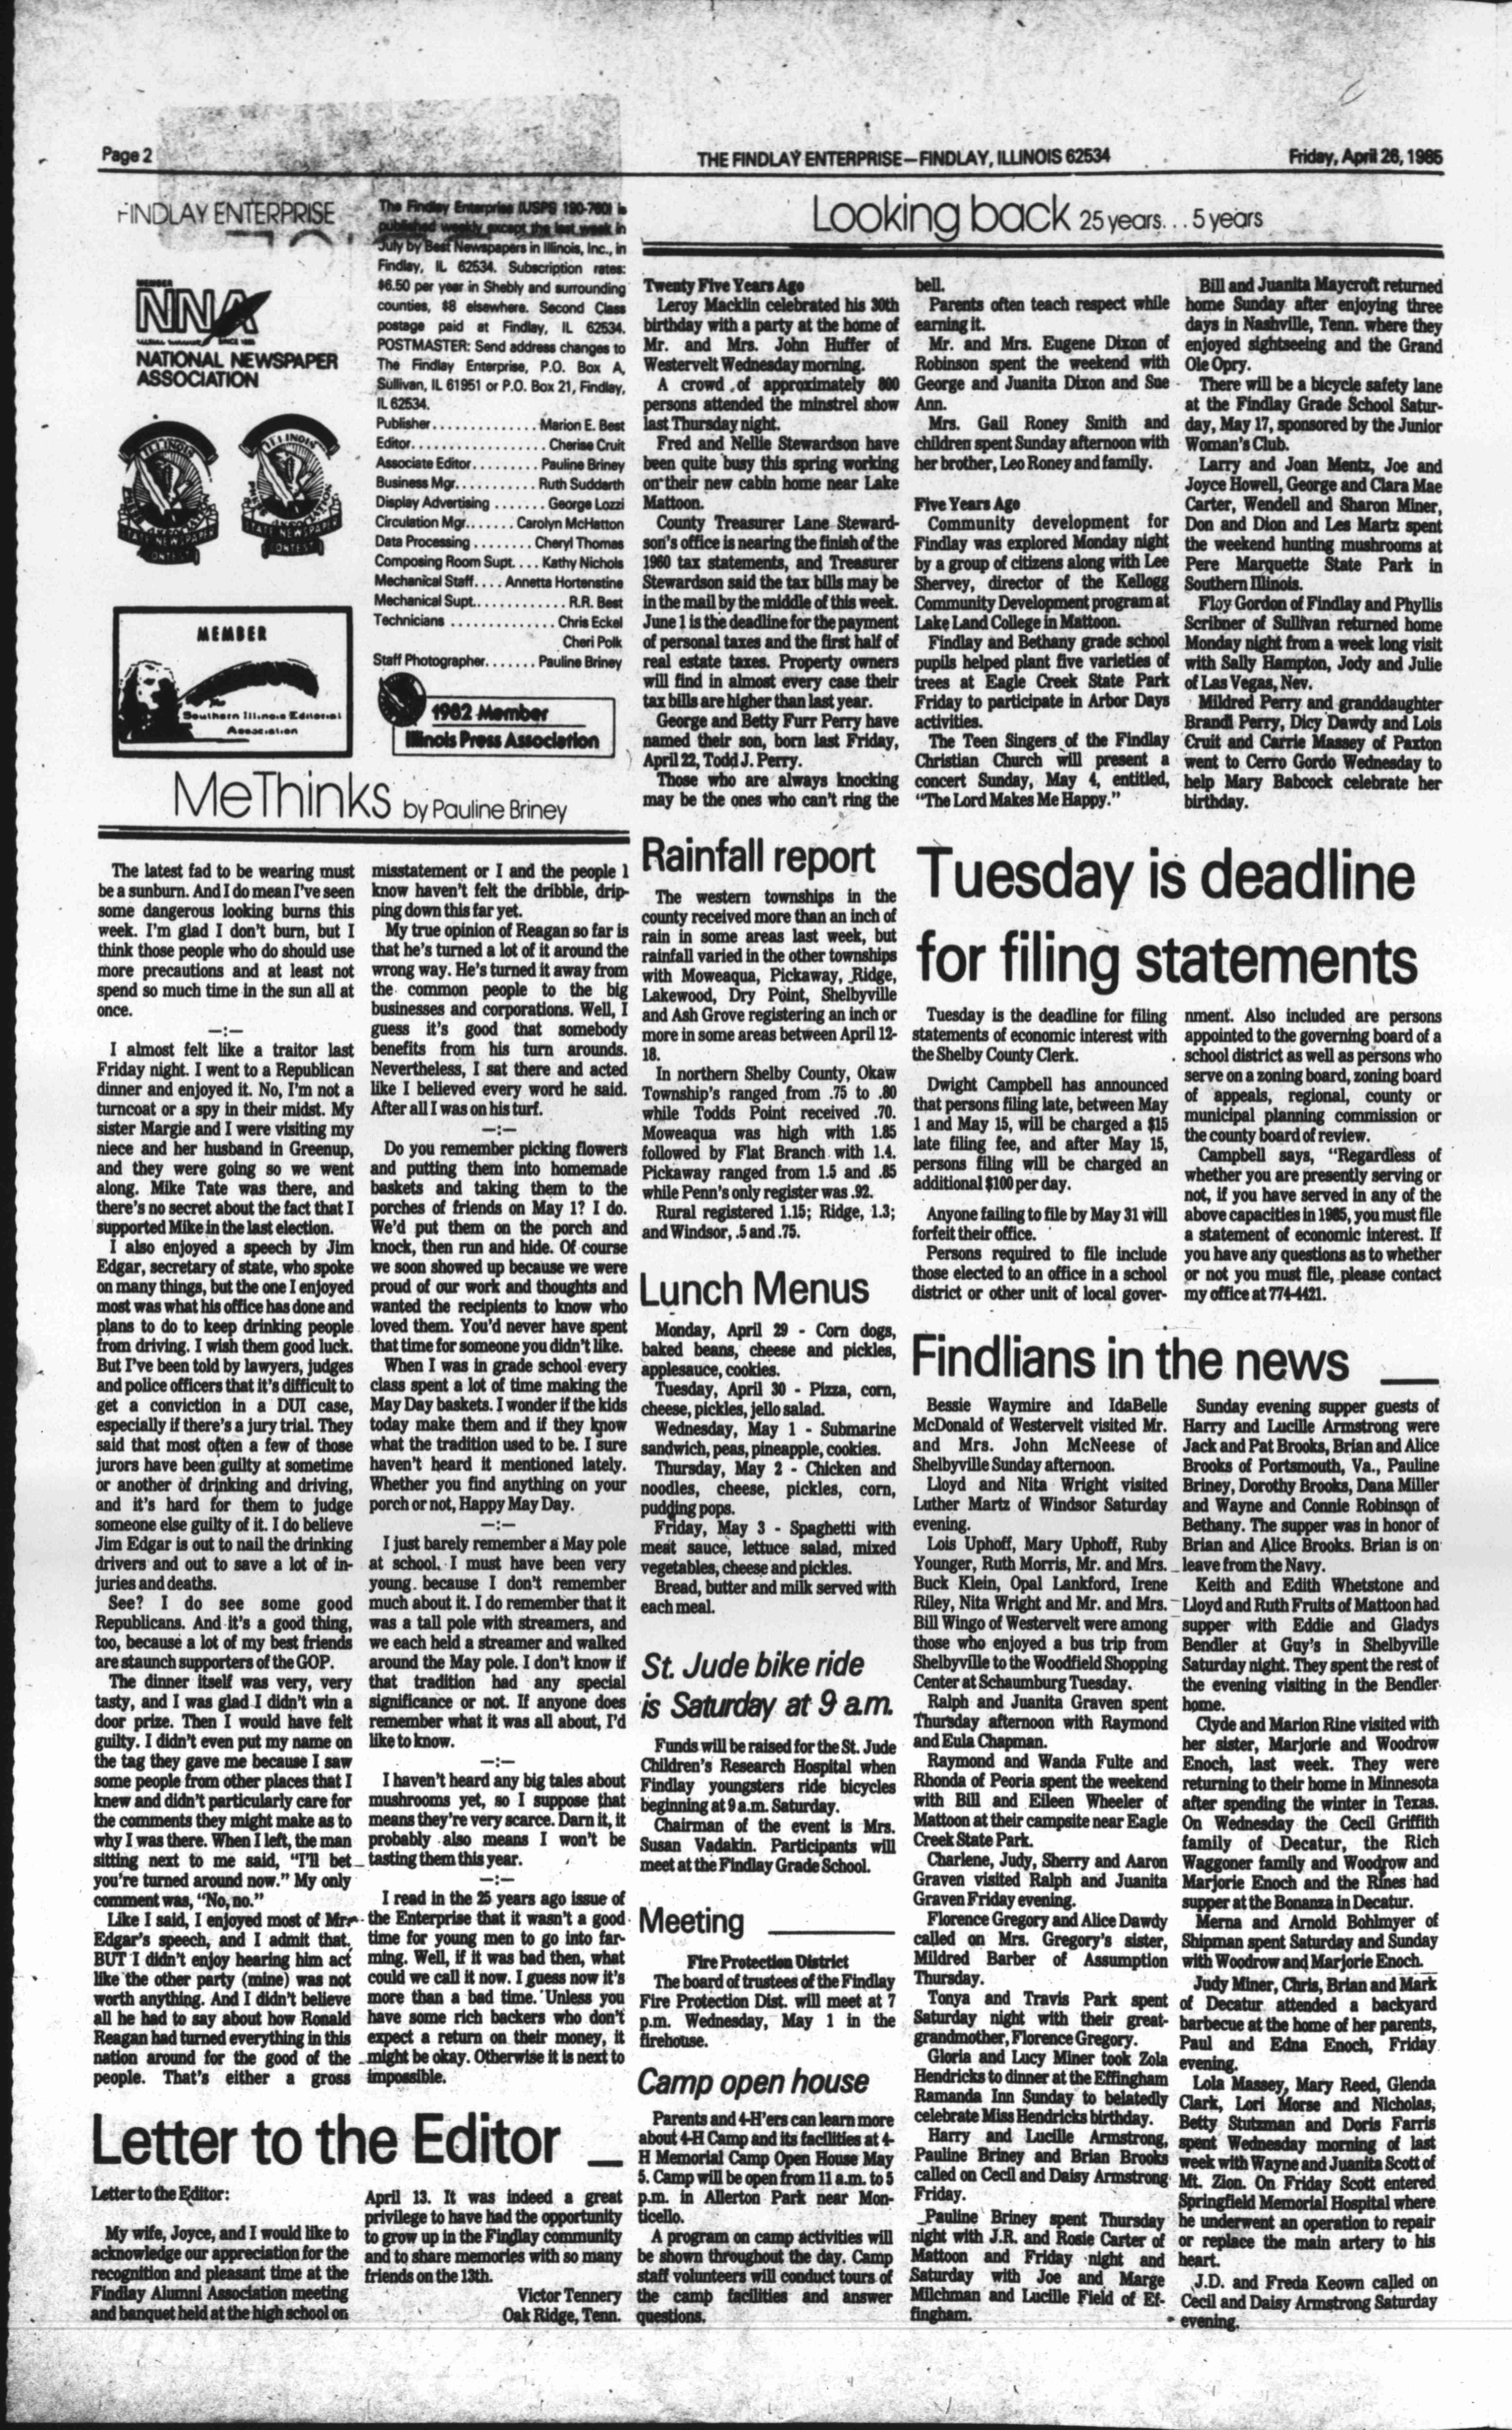 Page 2
THE FINDLAY ENTERPRISE—FINDLAY, ILLINOIS 62534
Friday, April 26, 1985
FINDLAY ENTERPRISE
MEMBER
NNA
SINCE 1885
NATIONAL NEWSPAPER
ASSOCIATION
ILLINOIS
STATE NEWSPAPER
CONTEST
ILLINOIS
STATE NEWSPAPER
CONTEST
MEMBER
The
Southern Illinois Editorial
Association
The Findlay Enterprise (USPS 190-760) is
published weekly except the last week in
July by Best Newspapers in Illinois, Inc., in
Findlay, IL 62534. Subscription rates:
$6.50 per year in Shebly and surrounding
counties, $8 elsewhere. Second Class
postage paid at Findlay, IL 62534.
POSTMASTER: Send address changes to
The Findlay Enterprise, P.O. Box A,
Sullivan, IL 61951 or P.O. Box 21, Findlay,
IL 62534.
Publisher.............. Marion E. Best
Editor.................. Cherise Cruit
Associate Editor......... Pauline Briney
Business Mgr........... Ruth Suddarth
Display Advertising ....... George Lozzi
Circulation Mgr....... Carolyn McHatton
Data Processing ........ Cheryl Thomas
Composing Room Supt.... Kathy Nichols
Mechanical Staff.... Annetta Hortenstine
Mechanical Supt............. R.R. Best
Technicians .............. Chris Eckel
Cheri Polk
Staff Photographer....... Pauline Briney
1982 Member
Illinois Press Association
MeThinks by Pauline Briney
The latest fad to be wearing must
be a sunburn. And I do mean I've seen
some dangerous looking burns this
week. I'm glad I don't burn, but I
think those people who do should use
more precautions and at least not
spend so much time in the sun all at
once.
—:—
I almost felt like a traitor last
Friday night. I went to a Republican
dinner and enjoyed it. No, I'm not a
turncoat or a spy in their midst. My
sister Margie and I were visiting my
niece and her husband in Greenup,
and they were going so we went
along. Mike Tate was there, and
there's no secret about the fact that I
supported Mike in the last election.
I also enjoyed a speech by Jim
Edgar, secretary of state, who spoke
on many things, but the one I enjoyed
most was what his office has done and
plans to do to keep drinking people
from driving. I wish them good luck.
But I've been told by lawyers, judges
and police officers that it's difficult to
get a conviction in a DUI case,
especially if there's a jury trial. They
said that most often a few of those
jurors have been guilty at sometime
or another of drinking and driving,
and it's hard for them to judge
someone else guilty of it. I do believe
Jim Edgar is out to nail the drinking
drivers and out to save a lot of in-
juries and deaths.
See? I do see some good
Republicans. And it's a good thing,
too, because a lot of my best friends
are staunch supporters of the GOP.
The dinner itself was very, very
tasty, and I was glad I didn't win a
door prize. Then I would have felt
guilty. I didn't even put my name on
the tag they gave me because I saw
some people from other places that I
knew and didn't particularly care for
the comments they might make as to
why I was there. When I left, the man
sitting next to me said, "I'll bet
you're turned around now." My only
comment was, "No, no."
Like I said, I enjoyed most of Mr.
Edgar's speech, and I admit that,
BUT I didn't enjoy hearing him act
like the other party (mine) was not
worth anything. And I didn't believe
all he had to say about how Ronald
Reagan had turned everything in this
nation around for the good of the
people. That's either a gross
misstatement or I and the people I
know haven't felt the dribble, drip-
ping down this far yet.
My true opinion of Reagan so far is
that he's turned a lot of it around the
wrong way. He's turned it away from
the common people to the big
businesses and corporations. Well, I
guess it's good that somebody
benefits from his turn arounds.
Nevertheless, I sat there and acted
like I believed every word he said.
After all I was on his turf.
—:—
Do you remember picking flowers
and putting them into homemade
baskets and taking them to the
porches of friends on May 1? I do.
We'd put them on the porch and
knock, then run and hide. Of course
we soon showed up because we were
proud of our work and thoughts and
wanted the recipients to know who
loved them. You'd never have spent
that time for someone you didn't like.
When I was in grade school every
class spent a lot of time making the
May Day baskets. I wonder if the kids
today make them and if they know
what the tradition used to be. I sure
haven't heard it mentioned lately.
Whether you find anything on your
porch or not, Happy May Day.
—:—
I just barely remember a May pole
at school. I must have been very
young because I don't remember
much about it. I do remember that it
was a tall pole with streamers, and
we each held a streamer and walked
around the May pole. I don't know if
that tradition had any special
significance or not. If anyone does
remember what it was all about, I'd
like to know.
—:—
I haven't heard any big tales about
mushrooms yet, so I suppose that
means they're very scarce. Darn it, it
probably also means I won't be
tasting them this year.
—:—
I read in the 25 years ago issue of
the Enterprise that it wasn't a good
time for young men to go into far-
ming. Well, if it was bad then, what
could we call it now. I guess now it's
more than a bad time. Unless you
have some rich backers who don't
expect a return on their money, it
might be okay. Otherwise it is next to
impossible.
Letter to the Editor
Letter to the Editor:
My wife, Joyce, and I would like to
acknowledge our appreciation for the
recognition and pleasant time at the
Findlay Alumni Association meeting
and banquet held at the high school on
April 13. It was indeed a great
privilege to have had the opportunity
to grow up in the Findlay community
and to share memories with so many
friends on the 13th.
Victor Tennery
Oak Ridge, Tenn.
Looking back 25 years... 5 years
Twenty Five Years Ago
Leroy Macklin celebrated his 30th
birthday with a party at the home of
Mr. and Mrs. John Huffer of
Westervelt Wednesday morning.
A crowd of approximately 800
persons attended the minstrel show
last Thursday night.
Fred and Nellie Stewardson have
been quite busy this spring working
on their new cabin home near Lake
Mattoon.
County Treasurer Lane Steward-
son's office is nearing the finish of the
1960 tax statements, and Treasurer
Stewardson said the tax bills may be
in the mail by the middle of this week.
June 1 is the deadline for the payment
of personal taxes and the first half of
real estate taxes. Property owners
will find in almost every case their
tax bills are higher than last year.
George and Betty Furr Perry have
named their son, born last Friday,
April 22, Todd J. Perry.
Those who are always knocking
may be the ones who can't ring the
bell.
Parents often teach respect while
earning it.
Mr. and Mrs. Eugene Dixon of
Robinson spent the weekend with
George and Juanita Dixon and Sue
Ann.
Mrs. Gail Roney Smith and
children spent Sunday afternoon with
her brother, Leo Roney and family.
Five Years Ago
Community development for
Findlay was explored Monday night
by a group of citizens along with Lee
Shervey, director of the Kellogg
Community Development program at
Lake Land College in Mattoon.
Findlay and Bethany grade school
pupils helped plant five varieties of
trees at Eagle Creek State Park
Friday to participate in Arbor Days
activities.
The Teen Singers of the Findlay
Christian Church will present a
concert Sunday, May 4, entitled,
"The Lord Makes Me Happy."
Bill and Juanita Maycroft returned
home Sunday after enjoying three
days in Nashville, Tenn. where they
enjoyed sightseeing and the Grand
Ole Opry.
There will be a bicycle safety lane
at the Findlay Grade School Satur-
day, May 17, sponsored by the Junior
Woman's Club.
Larry and Joan Mentz, Joe and
Joyce Howell, George and Clara Mae
Carter, Wendell and Sharon Miner,
Don and Dion and Les Martz spent
the weekend hunting mushrooms at
Pere Marquette State Park in
Southern Illinois.
Floy Gordon of Findlay and Phyllis
Scribner of Sullivan returned home
Monday night from a week long visit
with Sally Hampton, Jody and Julie
of Las Vegas, Nev.
Mildred Perry and granddaughter
Brandi Perry, Dicy Dawdy and Lois
Cruit and Carrie Massey of Paxton
went to Cerro Gordo Wednesday to
help Mary Babcock celebrate her
birthday.
Rainfall report
The western townships in the
county received more than an inch of
rain in some areas last week, but
rainfall varied in the other townships
with Moweaqua, Pickaway, Ridge,
Lakewood, Dry Point, Shelbyville
and Ash Grove registering an inch or
more in some areas between April 12-
18.
In northern Shelby County, Okaw
Township's ranged from .75 to .80
while Todds Point received .70.
Moweaqua was high with 1.85
followed by Flat Branch with 1.4.
Pickaway ranged from 1.5 and .85
while Penn's only register was .92.
Rural registered 1.15; Ridge, 1.3;
and Windsor, .5 and .75.
Lunch Menus
Monday, April 29 - Corn dogs,
baked beans, cheese and pickles,
applesauce, cookies.
Tuesday, April 30 - Pizza, corn,
cheese, pickles, jello salad.
Wednesday, May 1 - Submarine
sandwich, peas, pineapple, cookies.
Thursday, May 2 - Chicken and
noodles, cheese, pickles, corn,
pudding pops.
Friday, May 3 - Spaghetti with
meat sauce, lettuce salad, mixed
vegetables, cheese and pickles.
Bread, butter and milk served with
each meal.
St. Jude bike ride
is Saturday at 9 a.m.
Funds will be raised for the St. Jude
Children's Research Hospital when
Findlay youngsters ride bicycles
beginning at 9 a.m. Saturday.
Chairman of the event is Mrs.
Susan Vadakin. Participants will
meet at the Findlay Grade School.
Meeting
Fire Protection District
The board of trustees of the Findlay
Fire Protection Dist. will meet at 7
p.m. Wednesday, May 1 in the
firehouse.
Camp open house
Parents and 4-H'ers can learn more
about 4-H Camp and its facilities at 4-
H Memorial Camp Open House May
5. Camp will be open from 11 a.m. to 5
p.m. in Allerton Park near Mon-
ticello.
A program on camp activities will
be shown throughout the day. Camp
staff volunteers will conduct tours of
the camp facilities and answer
questions.
Tuesday is deadline
for filing statements
Tuesday is the deadline for filing
statements of economic interest with
the Shelby County Clerk.
Dwight Campbell has announced
that persons filing late, between May
1 and May 15, will be charged a $15
late filing fee, and after May 15,
persons filing will be charged an
additional $100 per day.
Anyone failing to file by May 31 will
forfeit their office.
Persons required to file include
those elected to an office in a school
district or other unit of local gover-
nment. Also included are persons
appointed to the governing board of a
school district as well as persons who
serve on a zoning board, zoning board
of appeals, regional, county or
municipal planning commission or
the county board of review.
Campbell says, "Regardless of
whether you are presently serving or
not, if you have served in any of the
above capacities in 1985, you must file
a statement of economic interest. If
you have any questions as to whether
or not you must file, please contact
my office at 774-4421.
Findlians in the news
Bessie Waymire and IdaBelle
McDonald of Westervelt visited Mr.
and Mrs. John McNeese of
Shelbyville Sunday afternoon.
Lloyd and Nita Wright visited
Luther Martz of Windsor Saturday
evening.
Lois Uphoff, Mary Uphoff, Ruby
Younger, Ruth Morris, Mr. and Mrs.
Buck Klein, Opal Lankford, Irene
Riley, Nita Wright and Mr. and Mrs.
Bill Wingo of Westervelt were among
those who enjoyed a bus trip from
Shelbyville to the Woodfield Shopping
Center at Schaumburg Tuesday.
Ralph and Juanita Graven spent
Thursday afternoon with Raymond
and Eula Chapman.
Raymond and Wanda Fulte and
Rhonda of Peoria spent the weekend
with Bill and Eileen Wheeler of
Mattoon at their campsite near Eagle
Creek State Park.
Charlene, Judy, Sherry and Aaron
Graven visited Ralph and Juanita
Graven Friday evening.
Florence Gregory and Alice Dawdy
called on Mrs. Gregory's sister,
Mildred Barber of Assumption
Thursday.
Tonya and Travis Park spent
Saturday night with their great-
grandmother, Florence Gregory.
Gloria and Lucy Miner took Zola
Hendricks to dinner at the Effingham
Ramanda Inn Sunday to belatedly
celebrate Miss Hendricks birthday.
Harry and Lucille Armstrong,
Pauline Briney and Brian Brooks
called on Cecil and Daisy Armstrong
Friday.
Pauline Briney spent Thursday
night with J.R. and Rosie Carter of
Mattoon and Friday night and
Saturday with Joe and Marge
Milchman and Lucille Field of Ef-
fingham.
Sunday evening supper guests of
Harry and Lucille Armstrong were
Jack and Pat Brooks, Brian and Alice
Brooks of Portsmouth, Va., Pauline
Briney, Dorothy Brooks, Dana Miller
and Wayne and Connie Robinson of
Bethany. The supper was in honor of
Brian and Alice Brooks. Brian is on
leave from the Navy.
Keith and Edith Whetstone and
Lloyd and Ruth Fruits of Mattoon had
supper with Eddie and Gladys
Bendler at Guy's in Shelbyville
Saturday night. They spent the rest of
the evening visiting in the Bendler
home.
Clyde and Marion Rine visited with
her sister, Marjorie and Woodrow
Enoch, last week. They were
returning to their home in Minnesota
after spending the winter in Texas.
On Wednesday the Cecil Griffith
family of Decatur, the Rich
Waggoner family and Woodrow and
Marjorie Enoch and the Rines had
supper at the Bonanza in Decatur.
Merna and Arnold Bohlmyer of
Shipman spent Saturday and Sunday
with Woodrow and Marjorie Enoch.
Judy Miner, Chris, Brian and Mark
of Decatur attended a backyard
barbecue at the home of her parents,
Paul and Edna Enoch, Friday
evening.
Lola Massey, Mary Reed, Glenda
Clark, Lori Morse and Nicholas,
Betty Stutzman and Doris Farris
spent Wednesday morning of last
week with Wayne and Juanita Scott of
Mt. Zion. On Friday Scott entered
Springfield Memorial Hospital where
he underwent an operation to repair
or replace the main artery to his
heart.
J.D. and Freda Keown called on
Cecil and Daisy Armstrong Saturday
evening.